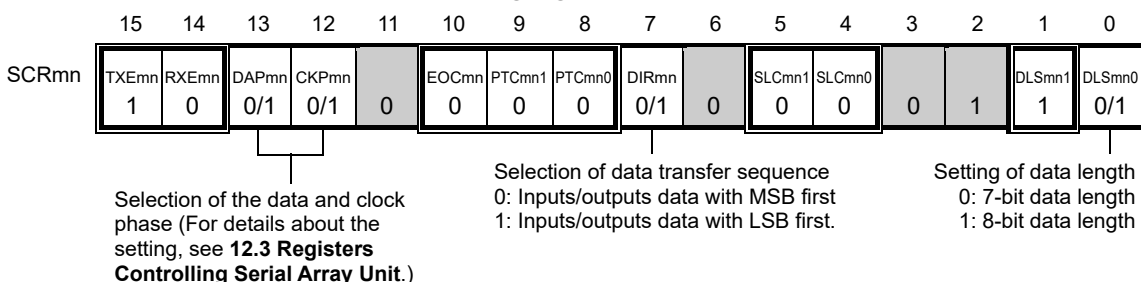 15 14 13 12 11 10 9 8 7 6 5 4 3 2 1 0
SCRmn
TXEmn RXEmn DAPmn CKPmn EOCmn PTCmn1 PTCmn0 DIRmn SLCmn1 SLCmn0 DLSmn1 DLSmn0
1 0 0/1 0/1 0 0 0 0 0/1 0 0 0 0 1 1 0/1
Selection of the data and clock
phase (For details about the
setting, see 12.3 Registers
Controlling Serial Array Unit.)
Selection of data transfer sequence
0: Inputs/outputs data with MSB first
1: Inputs/outputs data with LSB first.
Setting of data length
0: 7-bit data length
1: 8-bit data length